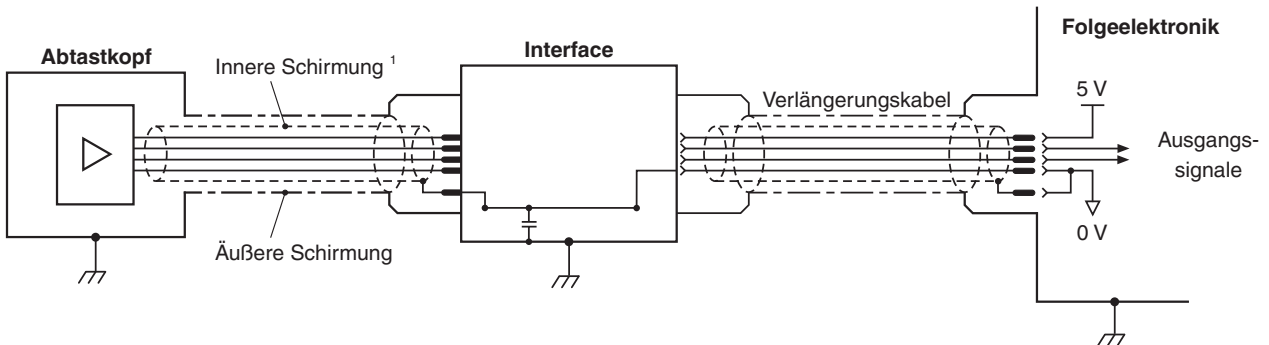 Abtastkopf
Innere Schirmung 1
Äußere Schirmung
Interface
Verlängerungskabel
Folgeelektronik
5 V
Ausgangs-
signale
0 V